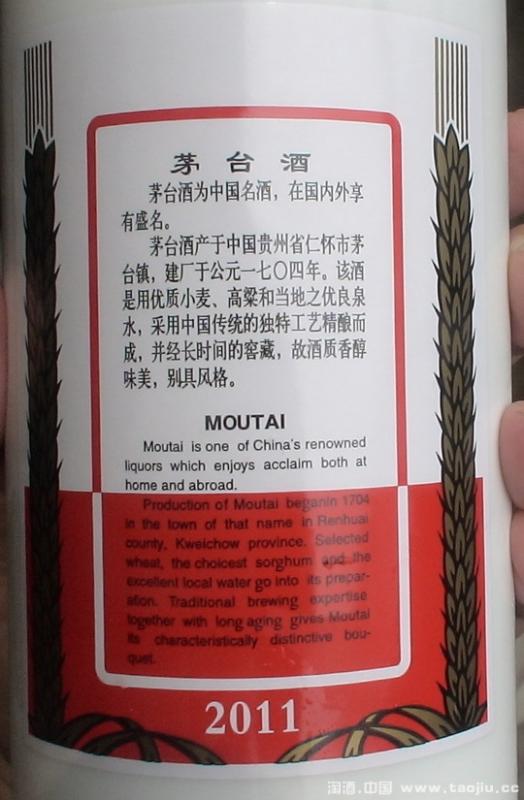 茅台酒
茅台酒为中国名酒，在国内外享
有盛名。
茅台酒产于中国贵州省仁怀市茅
台镇，建厂于公元一七〇四年。该酒
是用优质小麦、高粱和当地之优良泉
水，采用中国传统的独特工艺精酿而
成，并经长时间的窖藏，故酒质香醇
味美，别具风格。
MOUTAI
Moutai is one of China's renowned
liquors which enjoys acclaim both at
home and abroad.
Production of Moutai beganin 1704
in the town of that name in Renhuai
county, Kweichow province. Selected
wheat, the choicest sorghum and the
excellent local water go into its prepar-
ation. Traditional brewing expertise
together with long aging gives Moutai
its characteristically distinctive bou-
quet.
2011
淘酒.中国 www.taojiu.cc